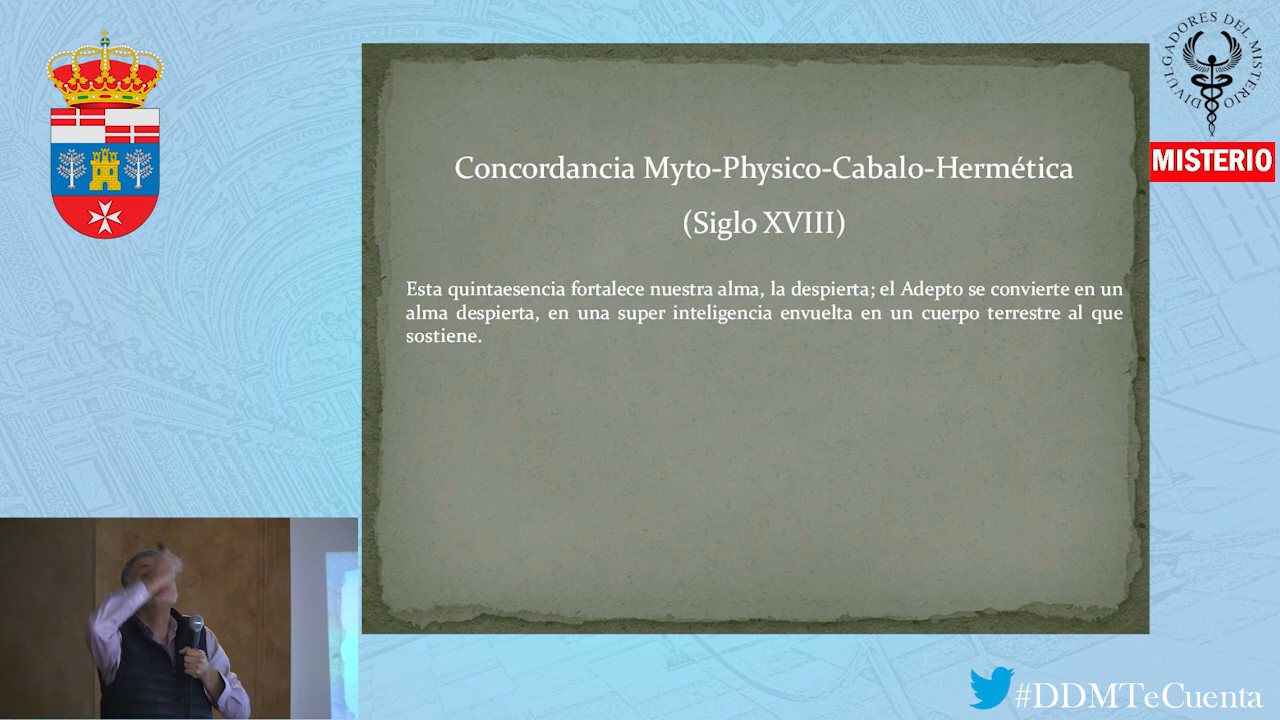 DIVULGADORES DEL MISTERIO
MISTERIO
Concordancia Myto-Physico-Cabalo-Hermética
(Siglo XVIII)
Esta quintaesencia fortalece nuestra alma, la despierta; el Adepto se convierte en un
alma despierta, en una super inteligencia envuelta en un cuerpo terrestre al que
sostiene.
#DDMTeCuenta